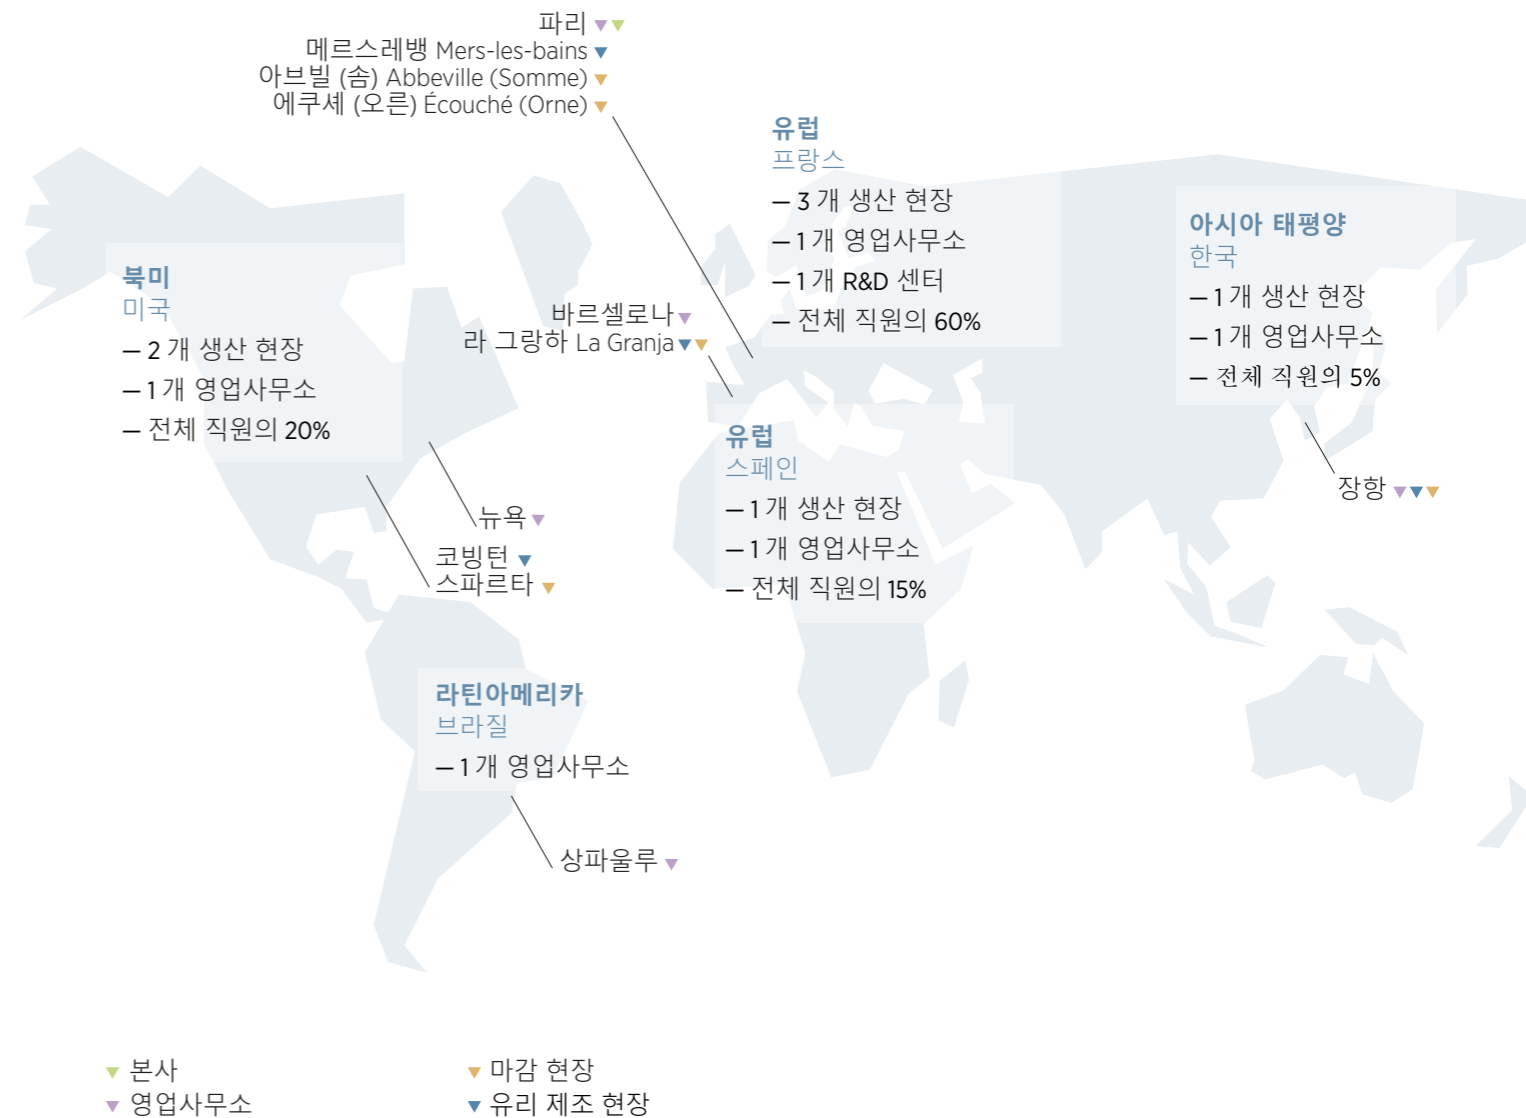 파리
메르스레뱅 Mers-les-bains
아브빌 (솜) Abbeville (Somme)
에쿠셰 (오른) Écouché (Orne)
유럽
프랑스
– 3 개 생산 현장
– 1 개 영업사무소
– 1 개 R&D 센터
– 전체 직원의 60%
아시아 태평양
한국
– 1 개 생산 현장
– 1 개 영업사무소
– 전체 직원의 5%
장항
북미
미국
– 2 개 생산 현장
– 1 개 영업사무소
– 전체 직원의 20%
바르셀로나
라 그랑하 La Granja
유럽
스페인
– 1 개 생산 현장
– 1 개 영업사무소
– 전체 직원의 15%
뉴욕
코빙턴
스파르타
라틴아메리카
브라질
– 1 개 영업사무소
상파울루
본사
영업사무소
마감 현장
유리 제조 현장